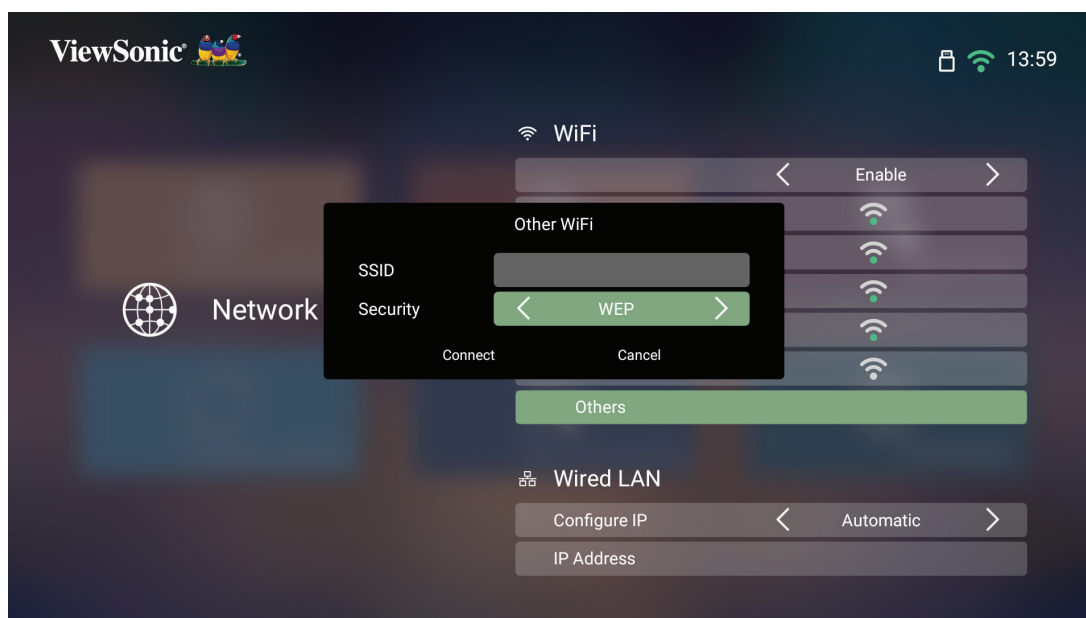 ViewSonic®
13:59
WiFi
Enable
Other WiFi
SSID
Network
Security
WEP
Connect
Cancel
Others
Wired LAN
Configure IP
Automatic
IP Address